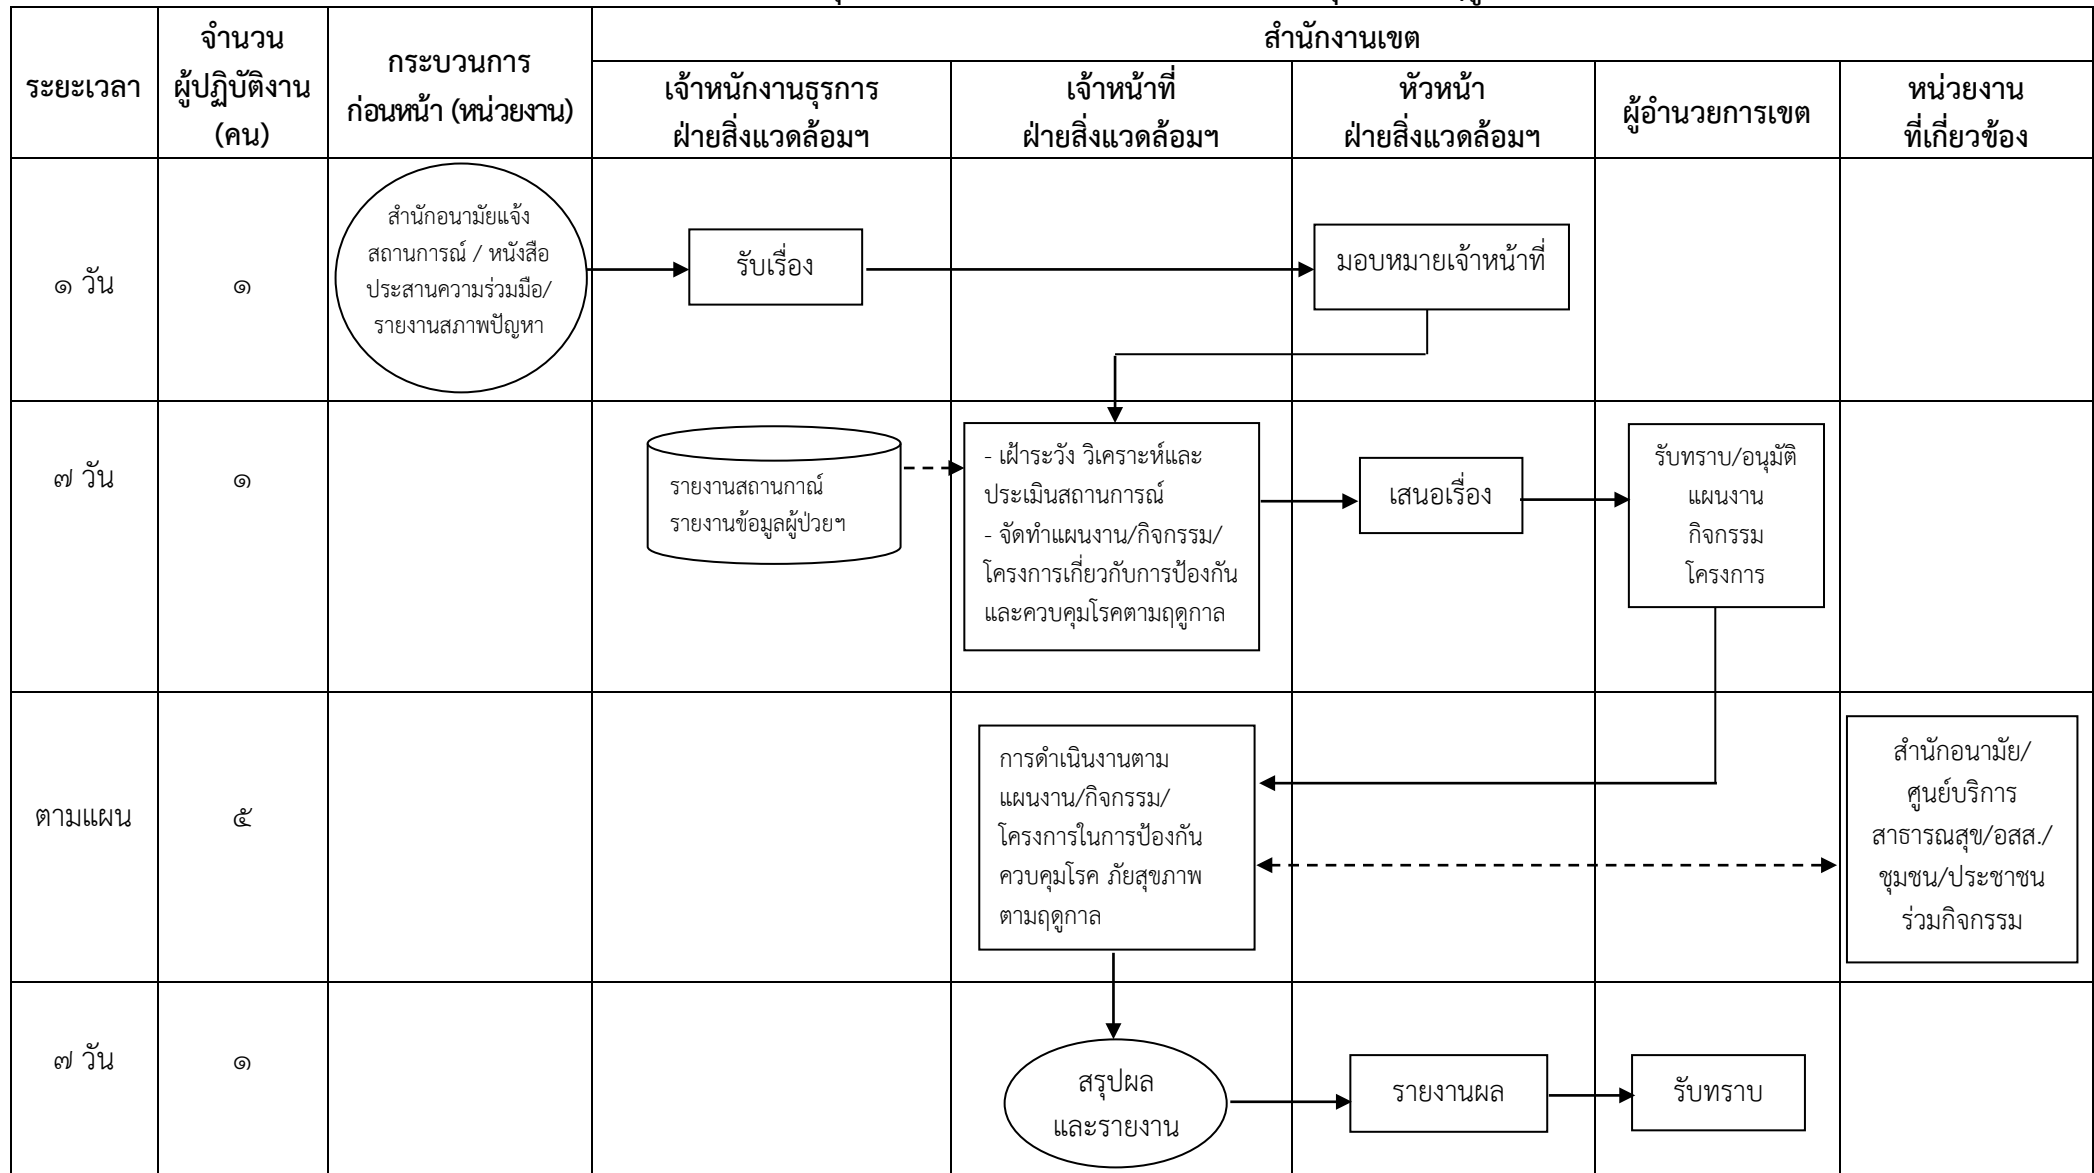 ระยะเวลา
จำนวน
ผู้ปฏิบัติงาน
(คน)
กระบวนการ
ก่อนหน้า (หน่วยงาน)
สำนักงานเขต
เจ้าหนักงานธุรการ
ฝ่ายสิ่งแวดล้อมฯ
เจ้าหน้าที่
ฝ่ายสิ่งแวดล้อมฯ
หัวหน้า
ฝ่ายสิ่งแวดล้อมฯ
ผู้อำนวยการเขต
หน่วยงาน
ที่เกี่ยวข้อง
๑ วัน
๑
สำนักอนามัยแจ้ง
สถานการณ์ / หนังสือ
ประสานความร่วมมือ/
รายงานสภาพปัญหา
รับเรื่อง
มอบหมายเจ้าหน้าที่
๗ วัน
๑
รายงานสถานกาณ์
รายงานข้อมูลผู้ป่วยฯ
- เฝ้าระวัง วิเคราะห์และ
ประเมินสถานการณ์
- จัดทำแผนงาน/กิจกรรม/
โครงการเกี่ยวกับการป้องกัน
และควบคุมโรคตามฤดูกาล
เสนอเรื่อง
รับทราบ/อนุมัติ
แผนงาน
กิจกรรม
โครงการ
ตามแผน
๕
การดำเนินงานตาม
แผนงาน/กิจกรรม/
โครงการในการป้องกัน
ควบคุมโรค ภัยสุขภาพ
ตามฤดูกาล
สำนักอนามัย/
ศูนย์บริการ
สาธารณสุข/อสส./
ชุมชน/ประชาชน
ร่วมกิจกรรม
๗ วัน
๑
สรุปผล
และรายงาน
รายงานผล
รับทราบ